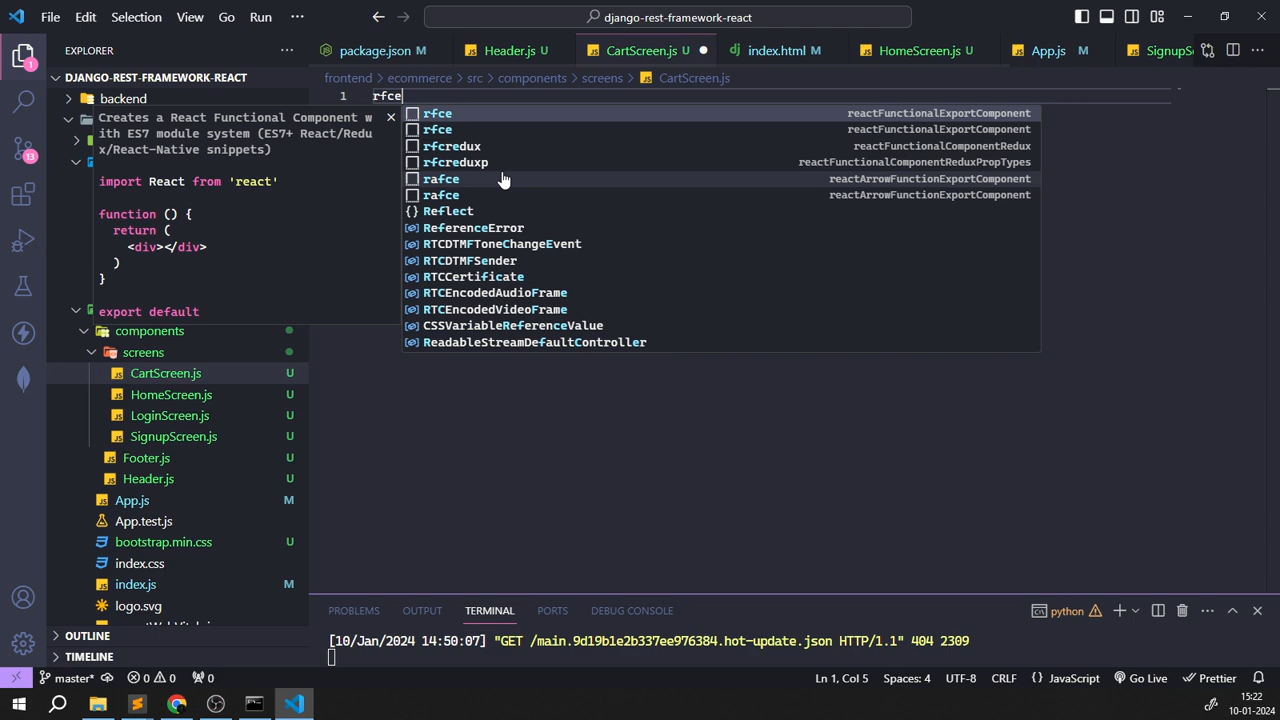 File Edit Selection View Go Run ···
django-rest-framework-react
EXPLORER
package.json M
Header.js U
CartScreen.js U
index.html M
HomeScreen.js U
App.js M
SignupSc
DJANGO-REST-FRAMEWORK-REACT
frontend > ecommerce > src > components > screens > CartScreen.js
backend
1 rfce
Creates a React Functional Component w
ith ES7 module system (ES7+ React/Redu
x/React-Native snippets)
import React from 'react'
function () {
return (
<div></div>
)
}
export default
rfce reactFunctionalExportComponent
rfce reactFunctionalExportComponent
rfcredux reactFunctionalComponentRedux
rfcreduxp reactFunctionalComponentReduxPropTypes
rafce reactArrowFunctionExportComponent
rafce reactArrowFunctionExportComponent
Reflect
ReferenceError
RTCDTMFToneChangeEvent
RTCDTMFSender
RTCCertificate
RTCEncodedAudioFrame
RTCEncodedVideoFrame
CSSVariableReferenceValue
ReadableStreamDefaultController
components
screens
CartScreen.js U
HomeScreen.js U
LoginScreen.js U
SignupScreen.js U
Footer.js U
Header.js U
App.js M
App.test.js
bootstrap.min.css U
index.css
index.js M
logo.svg
OUTLINE
TIMELINE
PROBLEMS OUTPUT TERMINAL PORTS DEBUG CONSOLE
python
[10/Jan/2024 14:50:07] "GET /main.9d19b1e2b337ee976384.hot-update.json HTTP/1.1" 404 2309
1
13
master* 0 0 0
Ln 1, Col 5 Spaces: 4 UTF-8 CRLF {} JavaScript Go Live Prettier
15:22
10-01-2024